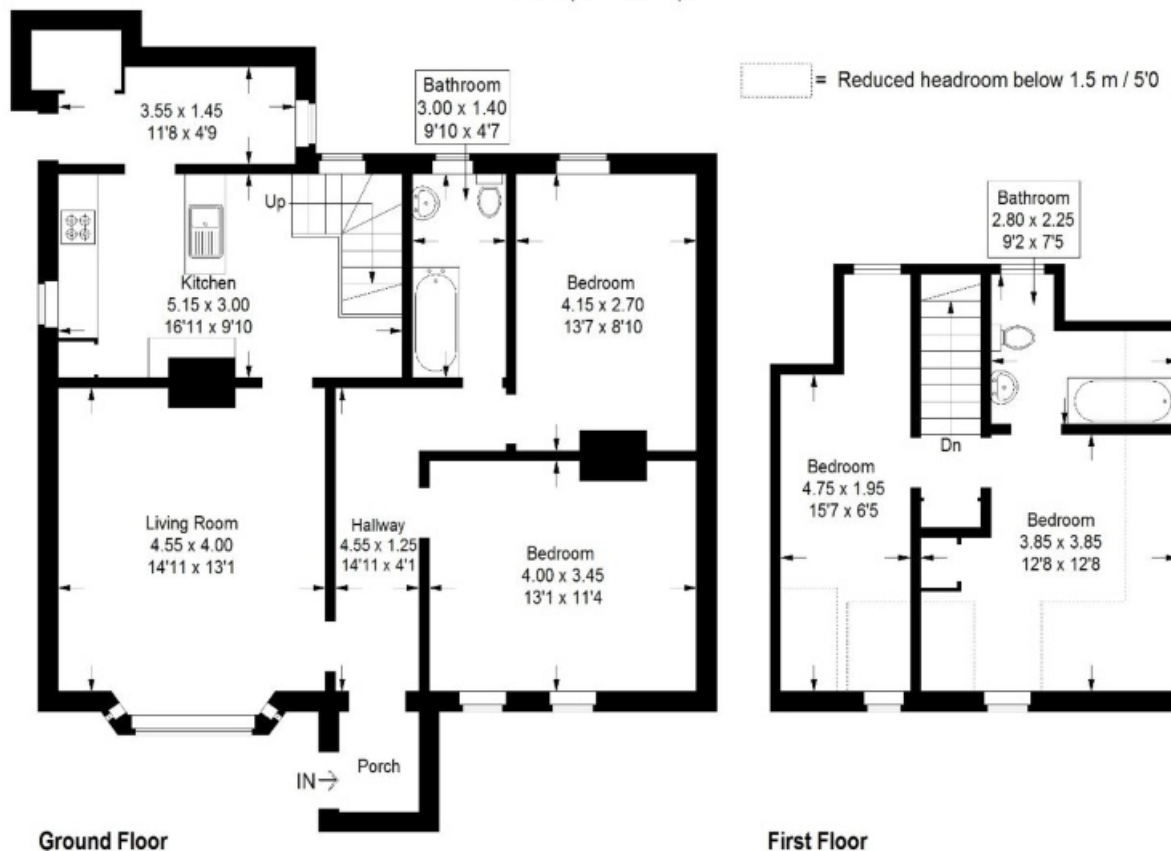 Bathroom
3.00 x 1.40
9'10 x 4'7
= Reduced headroom below 1.5 m / 5'0
3.55 x 1.45
11'8 x 4'9
Up
Kitchen
5.15 x 3.00
16'11 x 9'10
Bedroom
4.15 x 2.70
13'7 x 8'10
Living Room
4.55 x 4.00
14'11 x 13'1
Hallway
4.55 x 1.25
14'11 x 4'1
Bedroom
4.00 x 3.45
13'1 x 11'4
IN
Porch
Ground Floor
Bathroom
2.80 x 2.25
9'2 x 7'5
Dn
Bedroom
4.75 x 1.95
15'7 x 6'5
Bedroom
3.85 x 3.85
12'8 x 12'8
First Floor